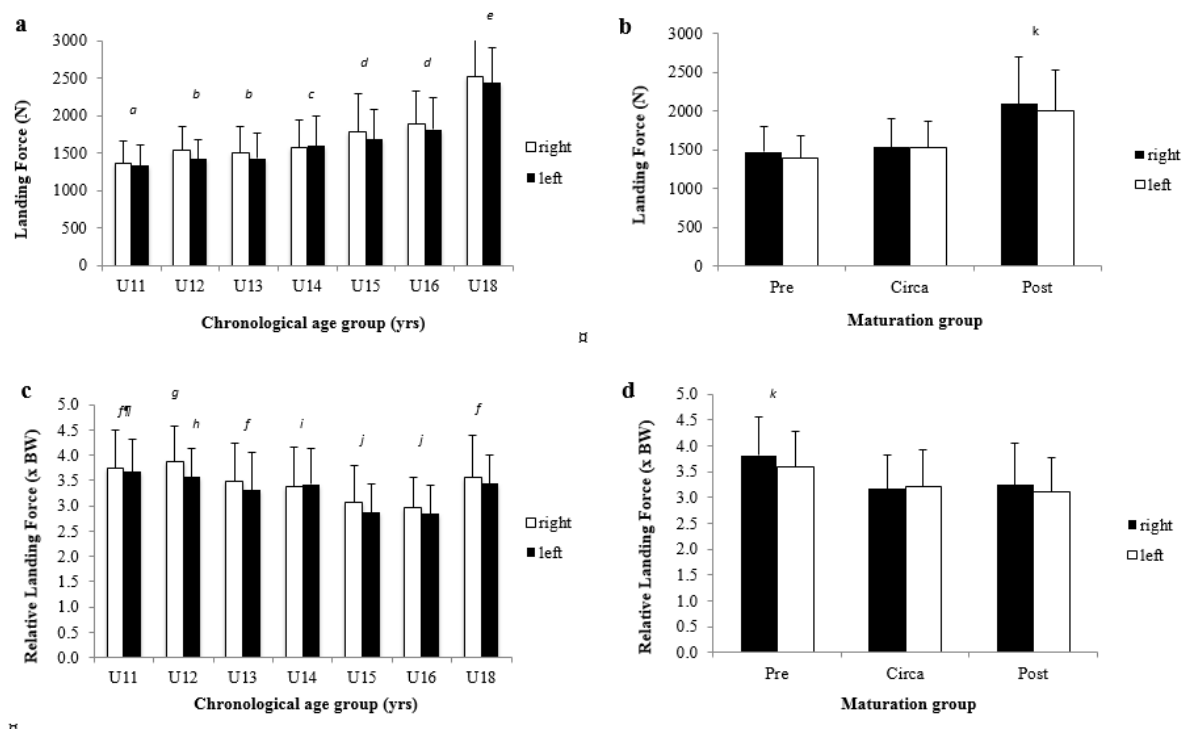 a
Landing Force (N)
3000
2500
2000
1500
1000
500
0
a
b
b
c
d
d
e
U11 U12 U13 U14 U15 U16 U18
Chronological age group (yrs)
right
left
b
Landing Force (N)
3000
2500
2000
1500
1000
500
0
k
Pre Circa Post
Maturation group
right
left
¤
c
Relative Landing Force (x BW)
5.0
4.5
4.0
3.5
3.0
2.5
2.0
1.5
1.0
0.5
0.0
f¶
g
h
f
i
j
j
f
U11 U12 U13 U14 U15 U16 U18
Chronological age group (yrs)
right
left
d
Relative Landing Force (x BW)
5.0
4.5
4.0
3.5
3.0
2.5
2.0
1.5
1.0
0.5
0.0
k
Pre Circa Post
Maturation group
right
left
¤